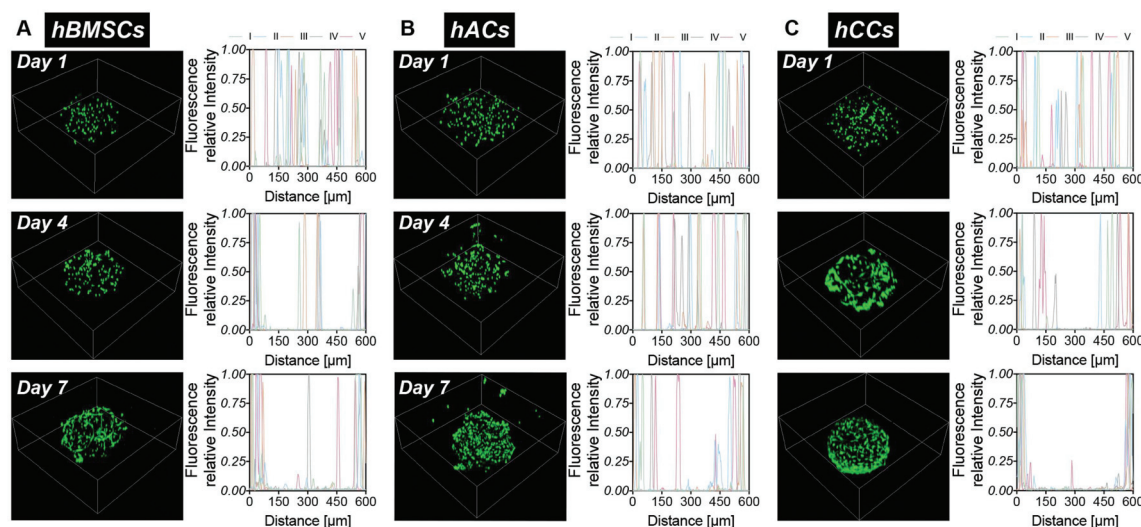 A hBMSCs
B hACs
C hCCs
I II III IV V
I II III IV V
I II III IV V
Day 1
Fluorescence
relative Intensity
1.00
0.75
0.50
0.25
0.00
0 150 300 450 600
Distance [µm]
Day 1
Fluorescence
relative Intensity
1.00
0.75
0.50
0.25
0.00
0 150 300 450 600
Distance [µm]
Day 1
Fluorescence
relative Intensity
1.00
0.75
0.50
0.25
0.00
0 150 300 450 600
Distance [µm]
Day 4
Fluorescence
relative Intensity
1.00
0.75
0.50
0.25
0.00
0 150 300 450 600
Distance [µm]
Day 4
Fluorescence
relative Intensity
1.00
0.75
0.50
0.25
0.00
0 150 300 450 600
Distance [µm]
Fluorescence
relative Intensity
1.00
0.75
0.50
0.25
0.00
0 150 300 450 600
Distance [µm]
Day 7
Fluorescence
relative Intensity
1.00
0.75
0.50
0.25
0.00
0 150 300 450 600
Distance [µm]
Day 7
Fluorescence
relative Intensity
1.00
0.75
0.50
0.25
0.00
0 150 300 450 600
Distance [µm]
Fluorescence
relative Intensity
1.00
0.75
0.50
0.25
0.00
0 150 300 450 600
Distance [µm]